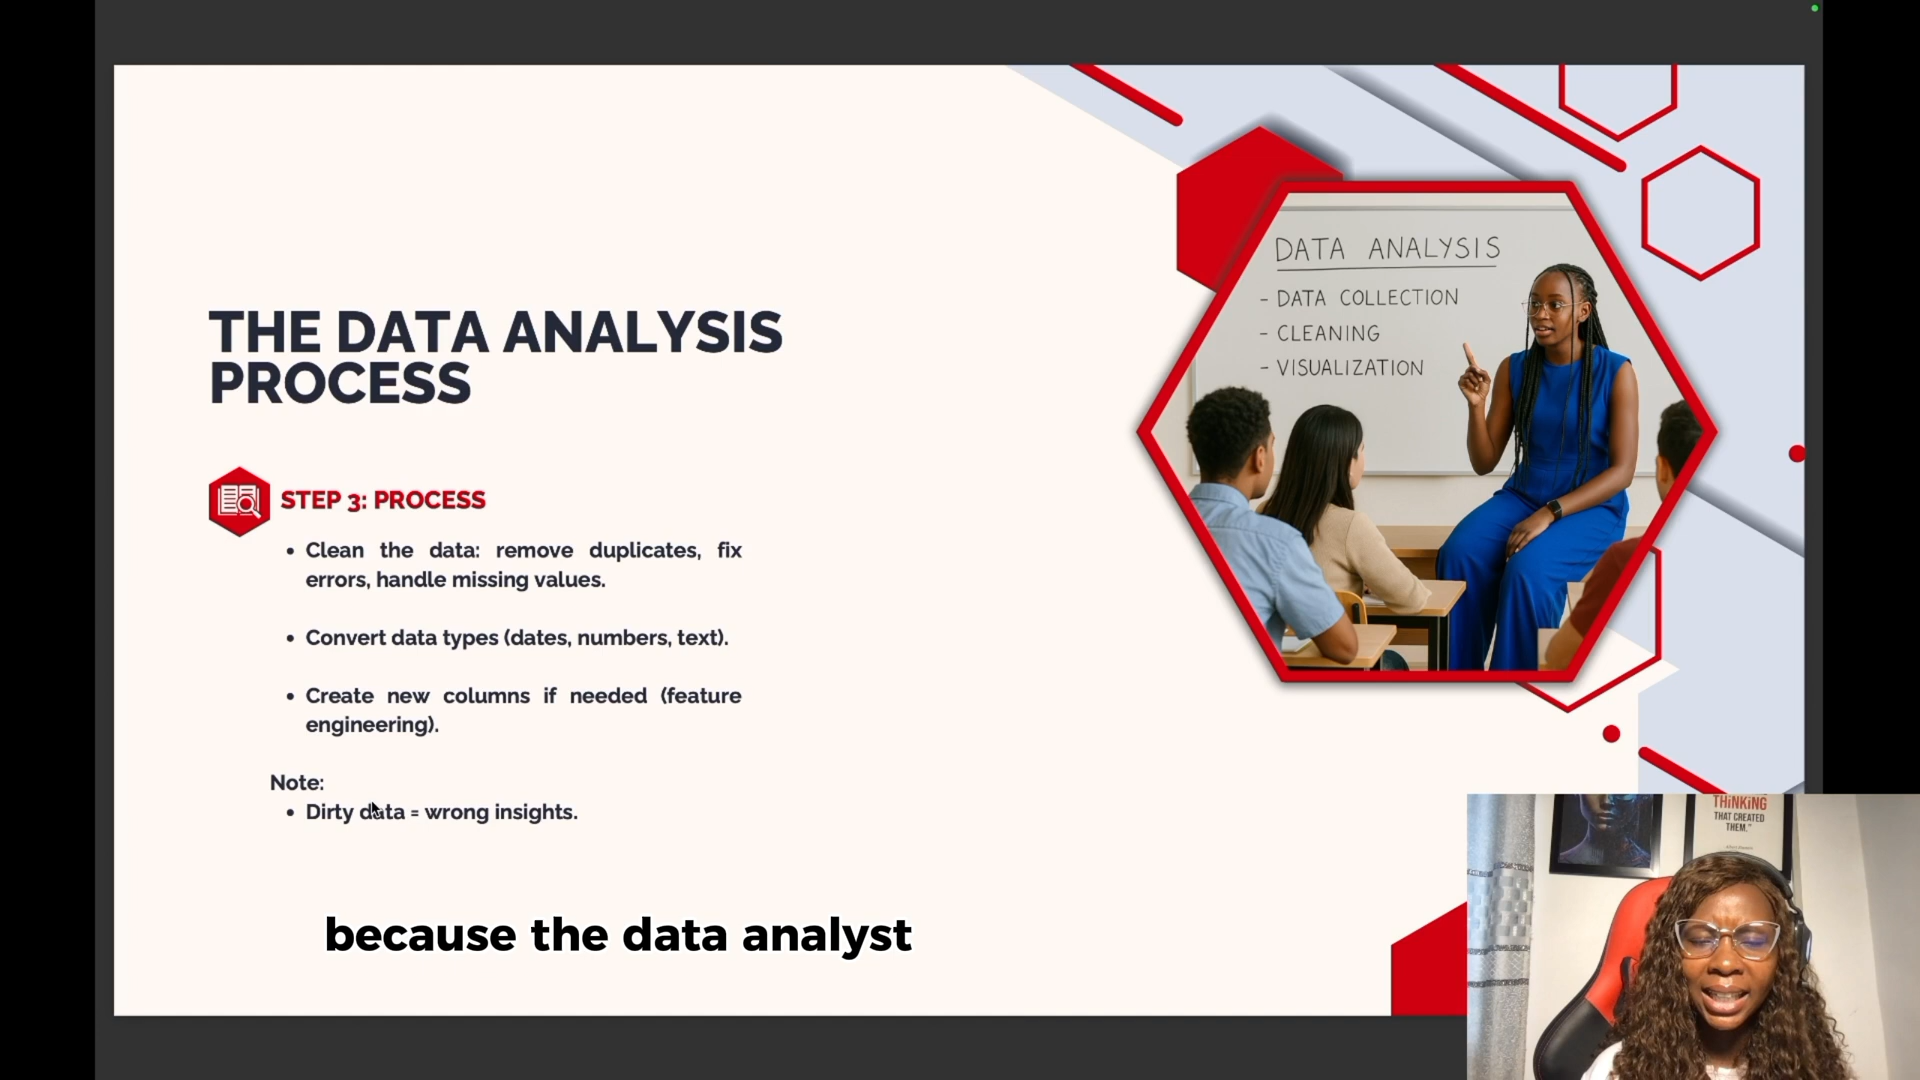 DATA ANALYSIS
- DATA COLLECTION
- CLEANING
- VISUALIZATION
THE DATA ANALYSIS
PROCESS
STEP 3: PROCESS
• Clean the data: remove duplicates, fix
errors, handle missing values.
• Convert data types (dates, numbers, text).
• Create new columns if needed (feature
engineering).
Note:
• Dirty data = wrong insights.
because the data analyst
THiNKiNG
THAT CREATED
THEM."